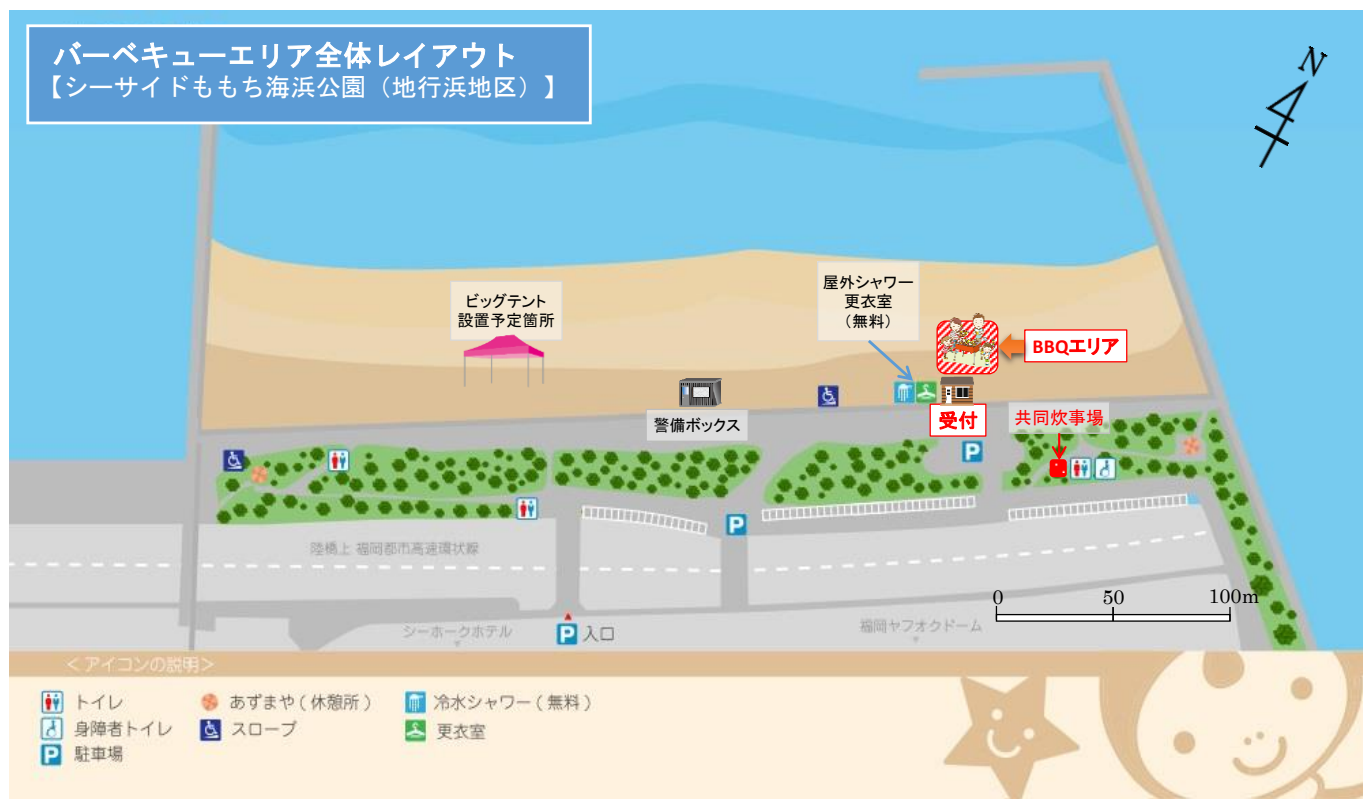 バーベキューエリア全体レイアウト
【シーサイドももち海浜公園（地行浜地区）】
N
ビッグテント
設置予定箇所
屋外シャワー
更衣室
（無料）
BBQエリア
警備ボックス
受付
共同炊事場
P
P
陸橋上 福岡都市高速環状線
0 50 100m
シーホークホテル
P 入口
福岡ヤフオクドーム
＜アイコンの説明＞
トイレ
あずまや（休憩所）
冷水シャワー（無料）
身障者トイレ
スロープ
更衣室
P 駐車場